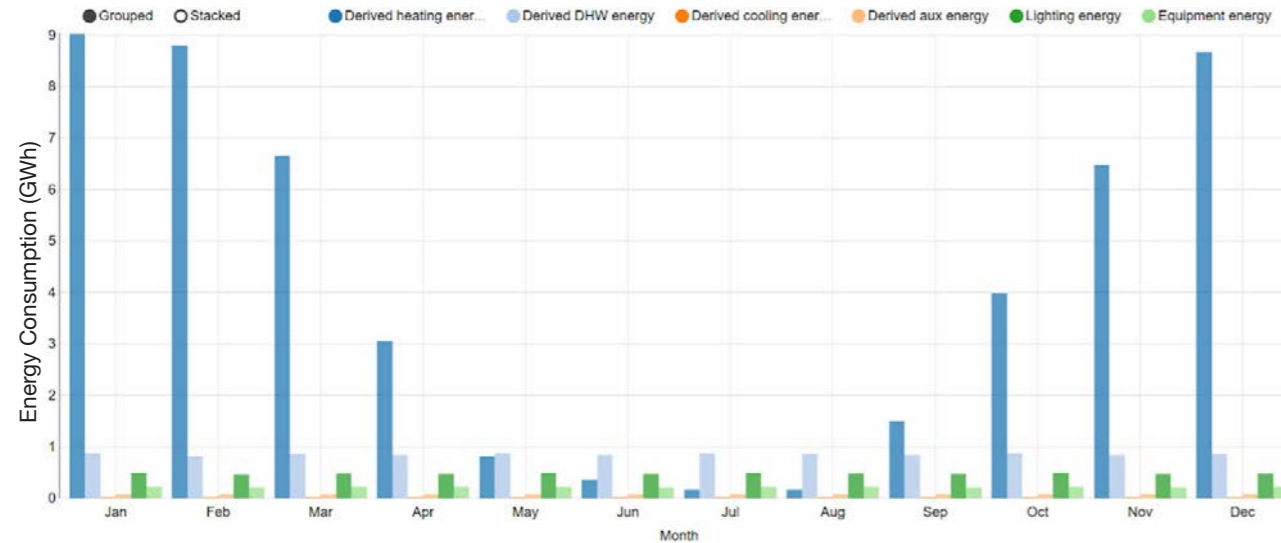 Grouped Stacked Derived heating ener... Derived DHW energy Derived cooling ener... Derived aux energy Lighting energy Equipment energy
Energy Consumption (GWh)
9
8
7
6
5
4
3
2
1
0
Jan Feb Mar Apr May Jun Jul Aug Sep Oct Nov Dec
Month